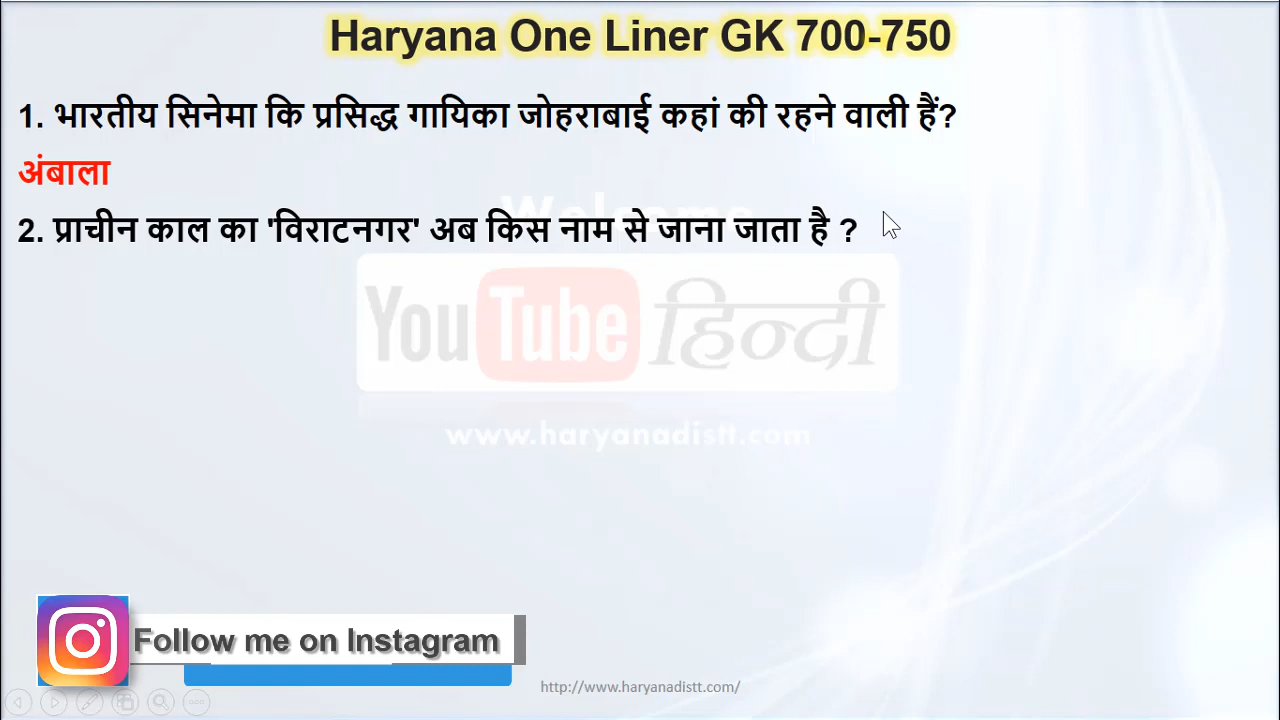 Haryana One Liner GK 700-750
1. भारतीय सिनेमा कि प्रसिद्ध गायिका जोहराबाई कहां की रहने वाली हैं?
अंबाला
Welcome
2. प्राचीन काल का 'विराटनगर' अब किस नाम से जाना जाता है ?
YouTube हिन्दी
www.haryanadistt.com
Follow me on Instagram
http://www.haryanadistt.com/